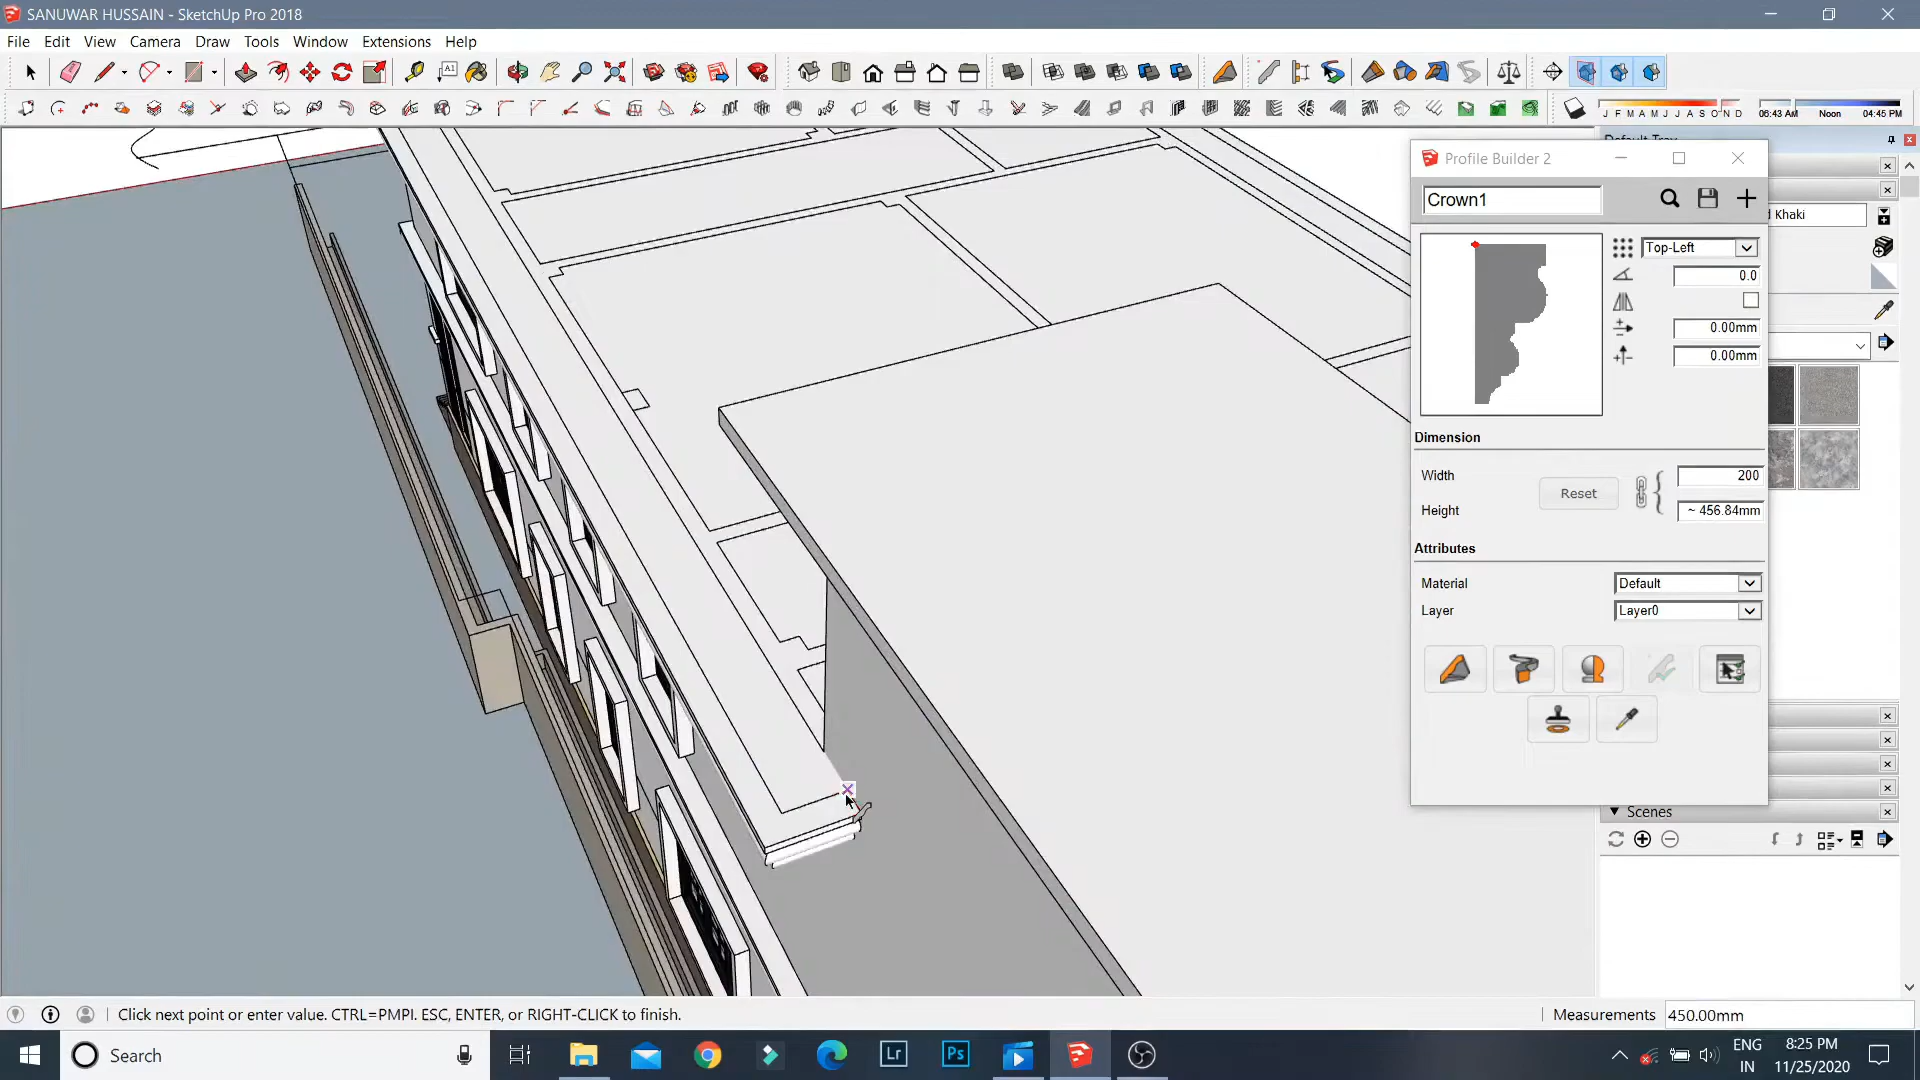 SANUWAR HUSSAIN - SketchUp Pro 2018
File Edit View Camera Draw Tools Window Extensions Help
A1
J F M A M J J A S O N D 06:43 AM Noon 04:45 PM
Profile Builder 2
Crown1
d Khaki
Top-Left
0.0
0.00mm
0.00mm
Dimension
Width 200
Reset
Height ~ 456.84mm
Attributes
Material Default
Layer Layer0
Scenes
Click next point or enter value. CTRL=PMPI. ESC, ENTER, or RIGHT-CLICK to finish.
Measurements 450.00mm
Search
Lr
Ps
ENG
IN
8:25 PM
11/25/2020